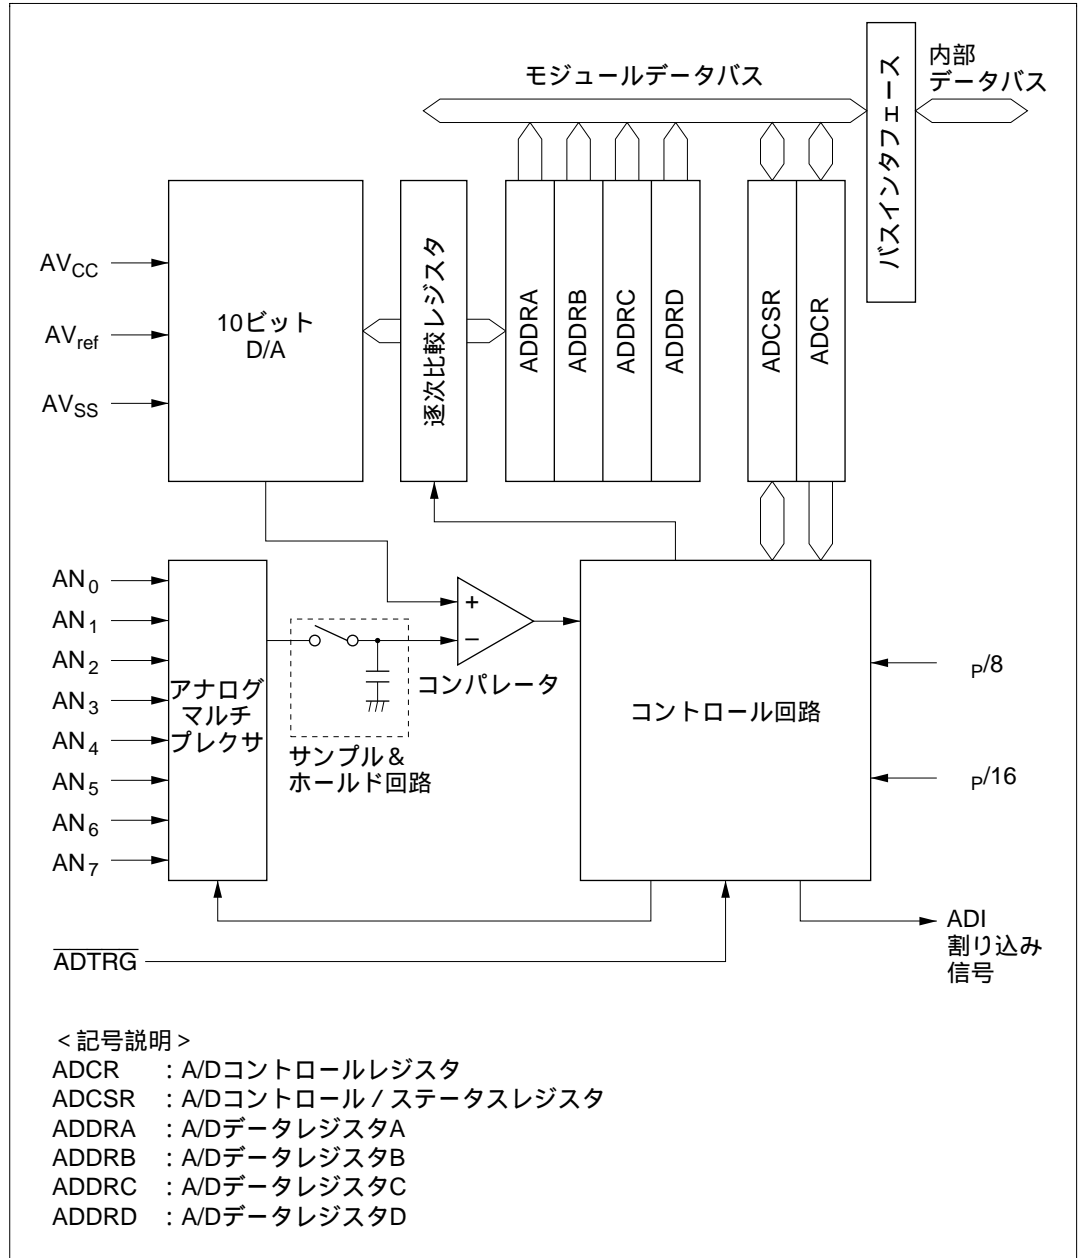 モジュールデータバス
内部
データバス
バスインタフェース
AVCC
AVref
AVSS
10ビット
D/A
逐次比較レジスタ
ADDRA
ADDRB
ADDRC
ADDRD
ADCSR
ADCR
AN0
AN1
AN2
AN3
AN4
AN5
AN6
AN7
アナログ
マルチ
プレクサ
+
−
コンパレータ
サンプル&
ホールド回路
コントロール回路
P/8
P/16
ADI
割り込み
信号
ADTRG
<記号説明>
ADCR : A/Dコントロールレジスタ
ADCSR : A/Dコントロール/ステータスレジスタ
ADDRA : A/DデータレジスタA
ADDRB : A/DデータレジスタB
ADDRC : A/DデータレジスタC
ADDRD : A/DデータレジスタD